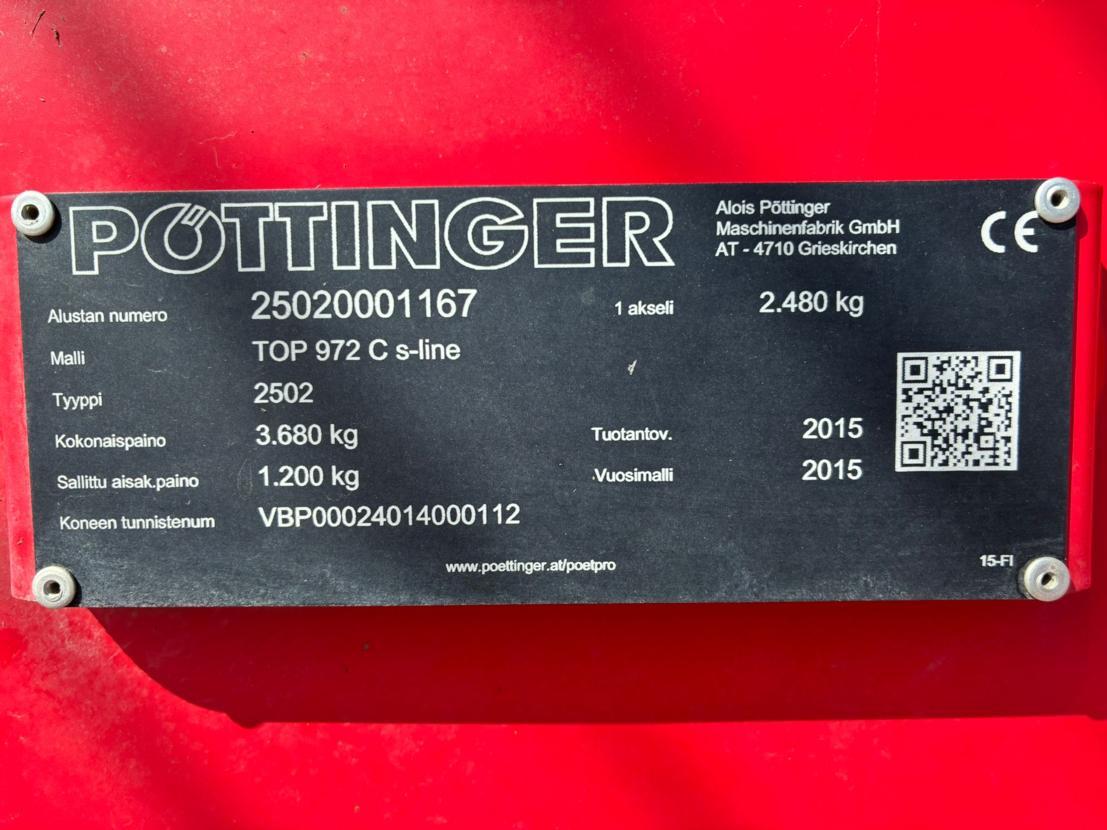 PÖTTINGER
Alois Pöttinger
Maschinenfabrik GmbH
AT - 4710 Grieskirchen
CE
Alustan numero 25020001167 1 akseli 2.480 kg
Malli TOP 972 C s-line
Tyyppi 2502
Kokonaispaino 3.680 kg Tuotantov. 2015
Sallittu aisak.paino 1.200 kg Vuosimalli 2015
Koneen tunnistenum VBP00024014000112
www.poettinger.at/poetpro 15-FI